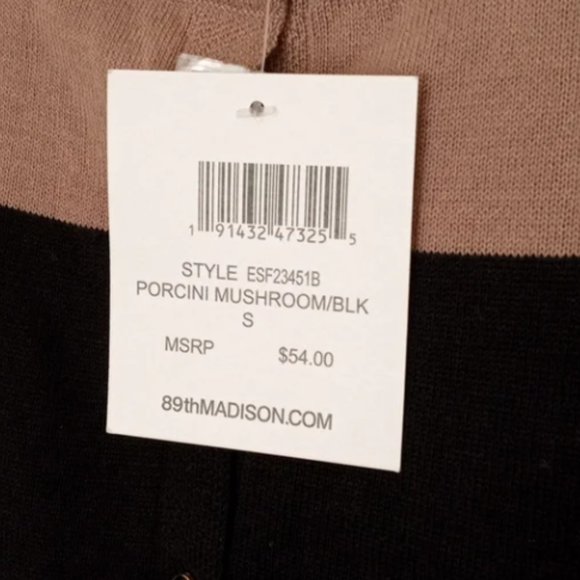 1 91432 47325 5
STYLE ESF23451B
PORCINI MUSHROOM/BLK
S
MSRP $54.00
89thMADISON.COM